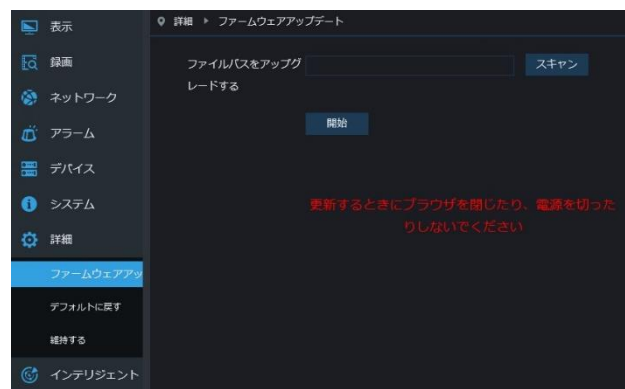 表示
録画
ネットワーク
アラーム
デバイス
システム
詳細
ファームウェアアッ
デフォルトに戻す
維持する
インテリジェント
詳細 ▸ ファームウェアアップデート
ファイルパスをアップグ
レードする
スキャン
開始
更新するときにブラウザを閉じたり、電源を切った
りしないでください